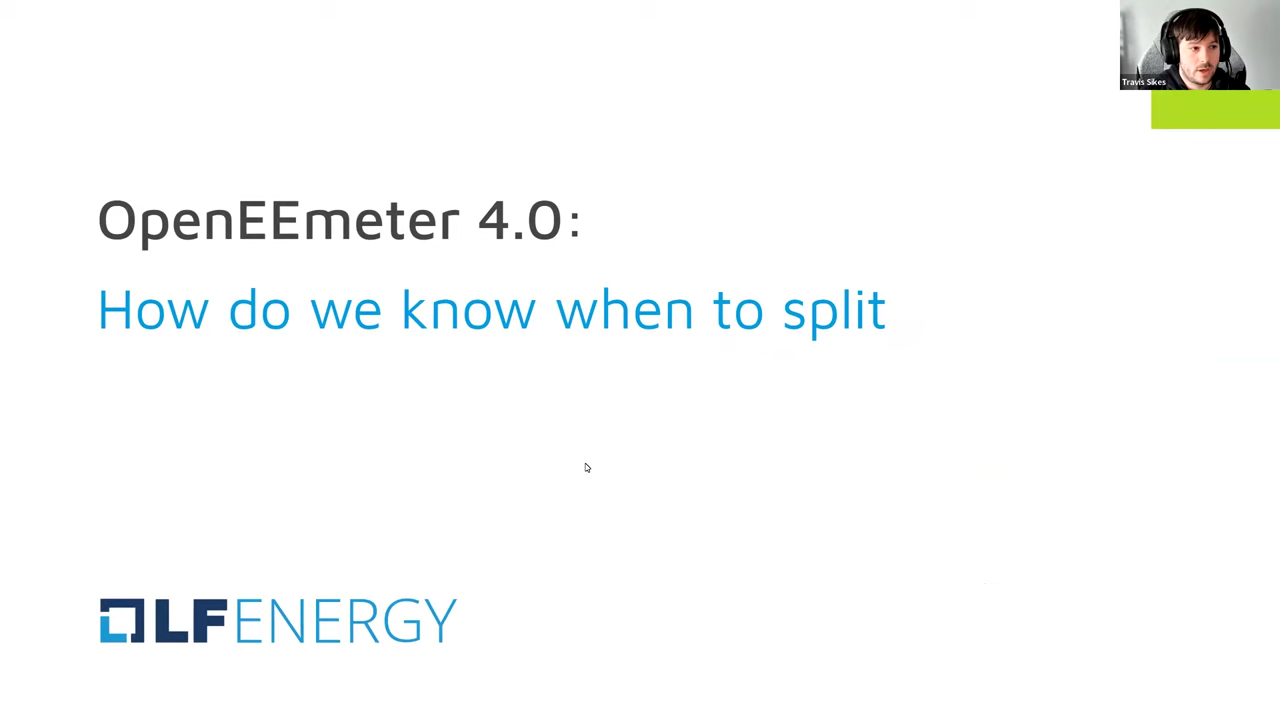 Travis Sikes
OpenEEmeter 4.0:
How do we know when to split
LFENERGY